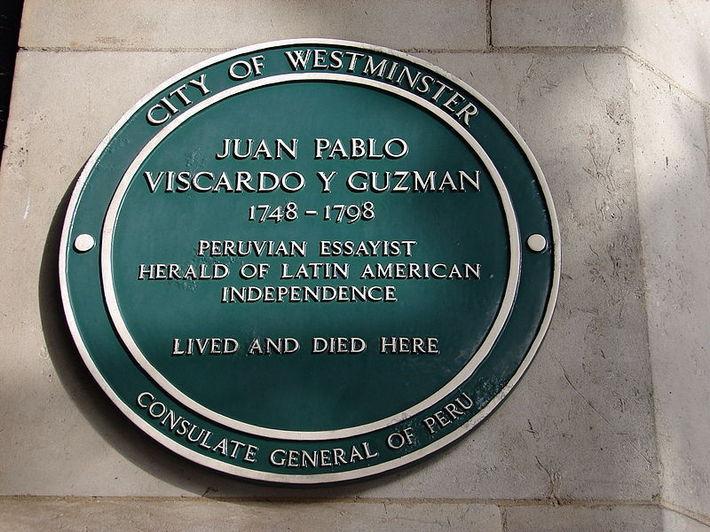 CITY OF WESTMINSTER
JUAN PABLO
VISCARDO Y GUZMAN
1748 – 1798
PERUVIAN ESSAYIST
HERALD OF LATIN AMERICAN
INDEPENDENCE
LIVED AND DIED HERE
CONSULATE GENERAL OF PERU